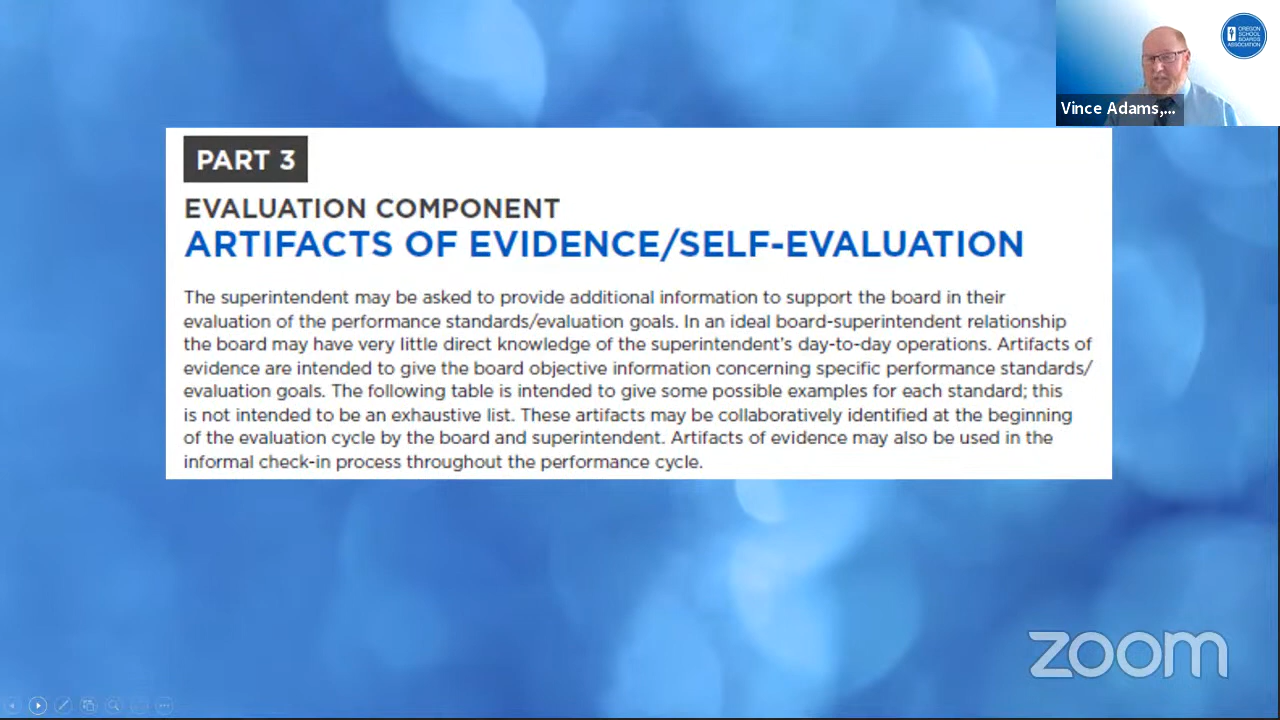 OREGON
SCHOOL
BOARDS
ASSOCIATION
Vince Adams,...
PART 3
EVALUATION COMPONENT
ARTIFACTS OF EVIDENCE/SELF-EVALUATION
The superintendent may be asked to provide additional information to support the board in their
evaluation of the performance standards/evaluation goals. In an ideal board-superintendent relationship
the board may have very little direct knowledge of the superintendent's day-to-day operations. Artifacts of
evidence are intended to give the board objective information concerning specific performance standards/
evaluation goals. The following table is intended to give some possible examples for each standard; this
is not intended to be an exhaustive list. These artifacts may be collaboratively identified at the beginning
of the evaluation cycle by the board and superintendent. Artifacts of evidence may also be used in the
informal check-in process throughout the performance cycle.
zoom